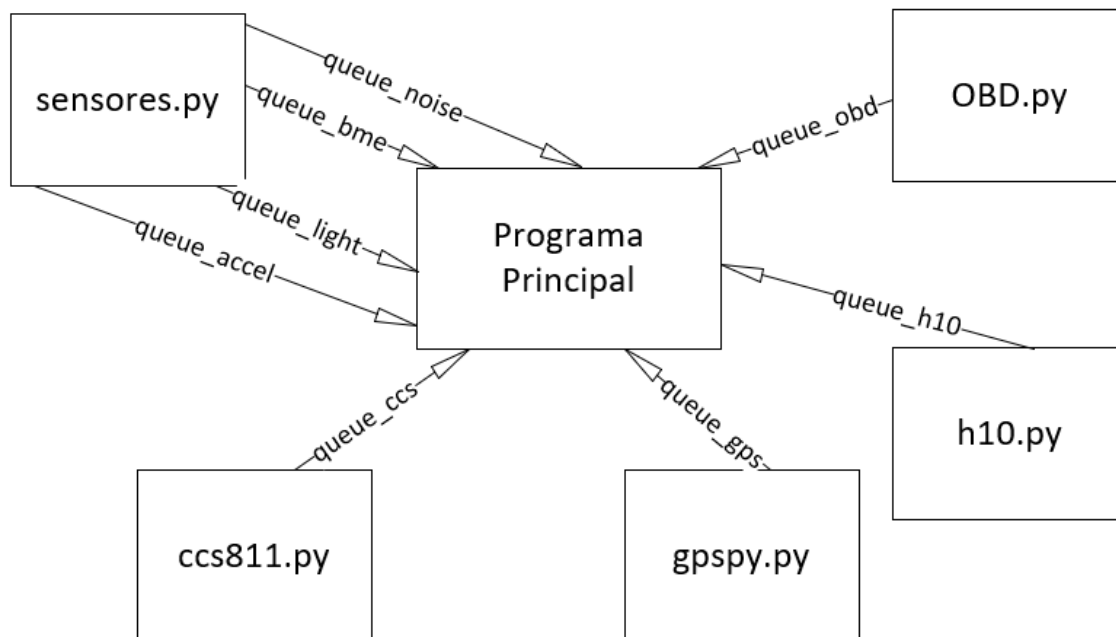 sensores.py
queue_noise
queue_bme
queue_light
queue_accel
OBD.py
queue_obd
Programa
Principal
queue_h10
h10.py
queue_ccs
queue_gps
ccs811.py
gpspy.py